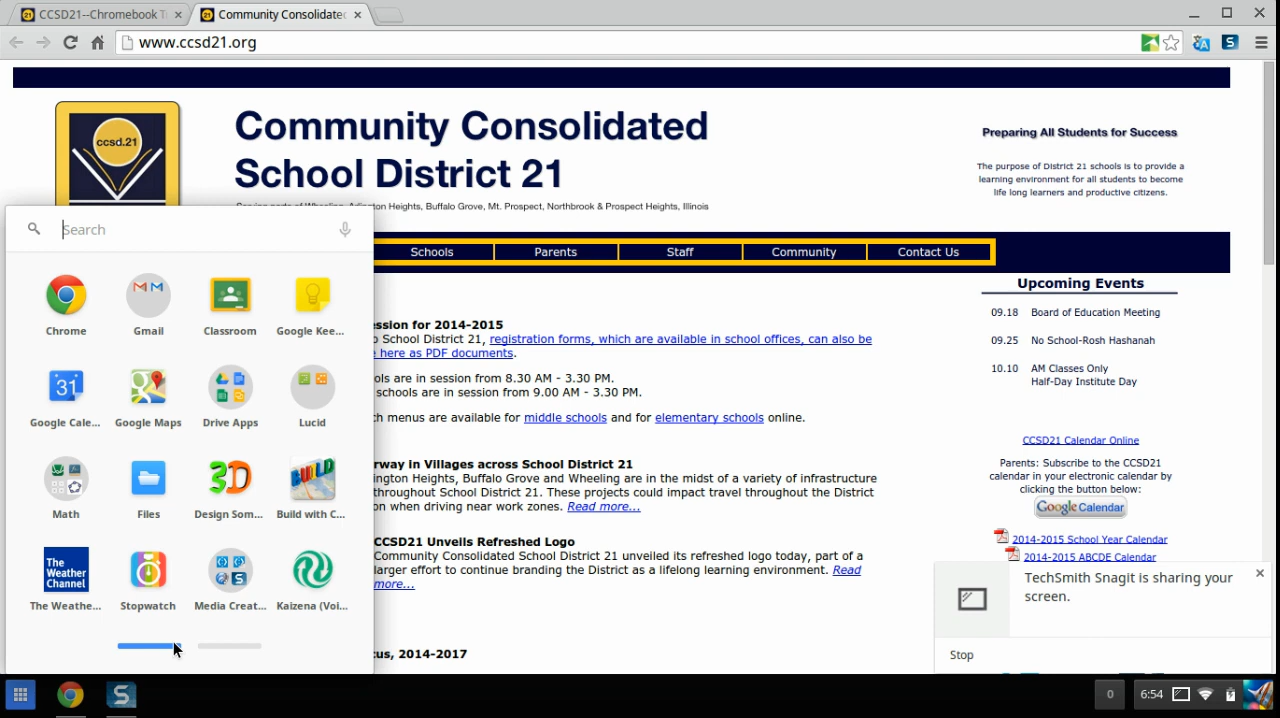 CCSD21--Chromebook T
Community Consolidated
www.ccsd21.org
ccsd.21
Community Consolidated
School District 21
Serving parts of Wheeling, Arlington Heights, Buffalo Grove, Mt. Prospect, Northbrook & Prospect Heights, Illinois
Preparing All Students for Success
The purpose of District 21 schools is to provide a
learning environment for all students to become
life long learners and productive citizens.
Schools
Parents
Staff
Community
Contact Us
Search
Chrome
Gmail
Classroom
Google Kee...
31
Google Cale...
Google Maps
Drive Apps
Lucid
Math
Files
3D
Design Som...
BUILD
Build with C...
The
Weather
Channel
The Weathe...
Stopwatch
Media Creat...
Kaizena (Voi...
ession for 2014-2015
o School District 21, registration forms, which are available in school offices, can also be
e here as PDF documents.
ols are in session from 8.30 AM - 3.30 PM.
schools are in session from 9.00 AM - 3.30 PM.
ch menus are available for middle schools and for elementary schools online.
rway in Villages across School District 21
ington Heights, Buffalo Grove and Wheeling are in the midst of a variety of infrastructure
hroughout School District 21. These projects could impact travel throughout the District
on when driving near work zones. Read more...
CCSD21 Unveils Refreshed Logo
Community Consolidated School District 21 unveiled its refreshed logo today, part of a
larger effort to continue branding the District as a lifelong learning environment. Read
more...
cus, 2014-2017
Upcoming Events
09.18 Board of Education Meeting
09.25 No School-Rosh Hashanah
10.10 AM Classes Only
Half-Day Institute Day
CCSD21 Calendar Online
Parents: Subscribe to the CCSD21
calendar in your electronic calendar by
clicking the button below:
Google Calendar
2014-2015 School Year Calendar
2014-2015 ABCDE Calendar
TechSmith Snagit is sharing your
screen.
Stop
0
6:54